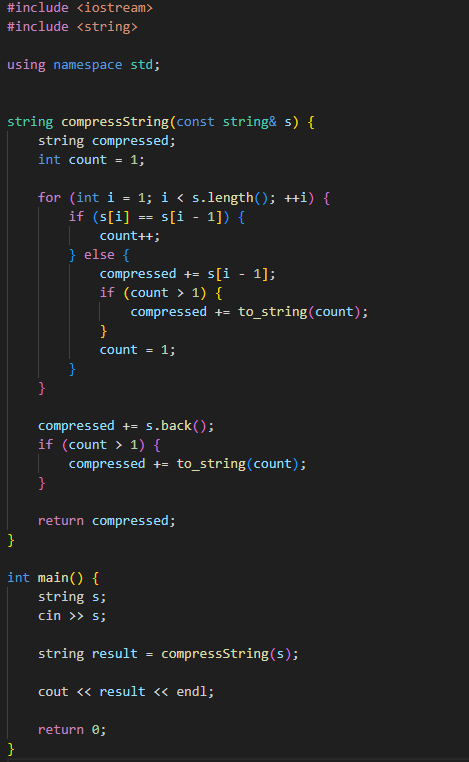 #include <iostream>
#include <string>
using namespace std;
string compressString(const string& s) {
    string compressed;
    int count = 1;
    for (int i = 1; i < s.length(); ++i) {
        if (s[i] == s[i - 1]) {
            count++;
        } else {
            compressed += s[i - 1];
            if (count > 1) {
                compressed += to_string(count);
            }
            count = 1;
        }
    }
    compressed += s.back();
    if (count > 1) {
        compressed += to_string(count);
    }
    return compressed;
}
int main() {
    string s;
    cin >> s;
    string result = compressString(s);
    cout << result << endl;
    return 0;
}